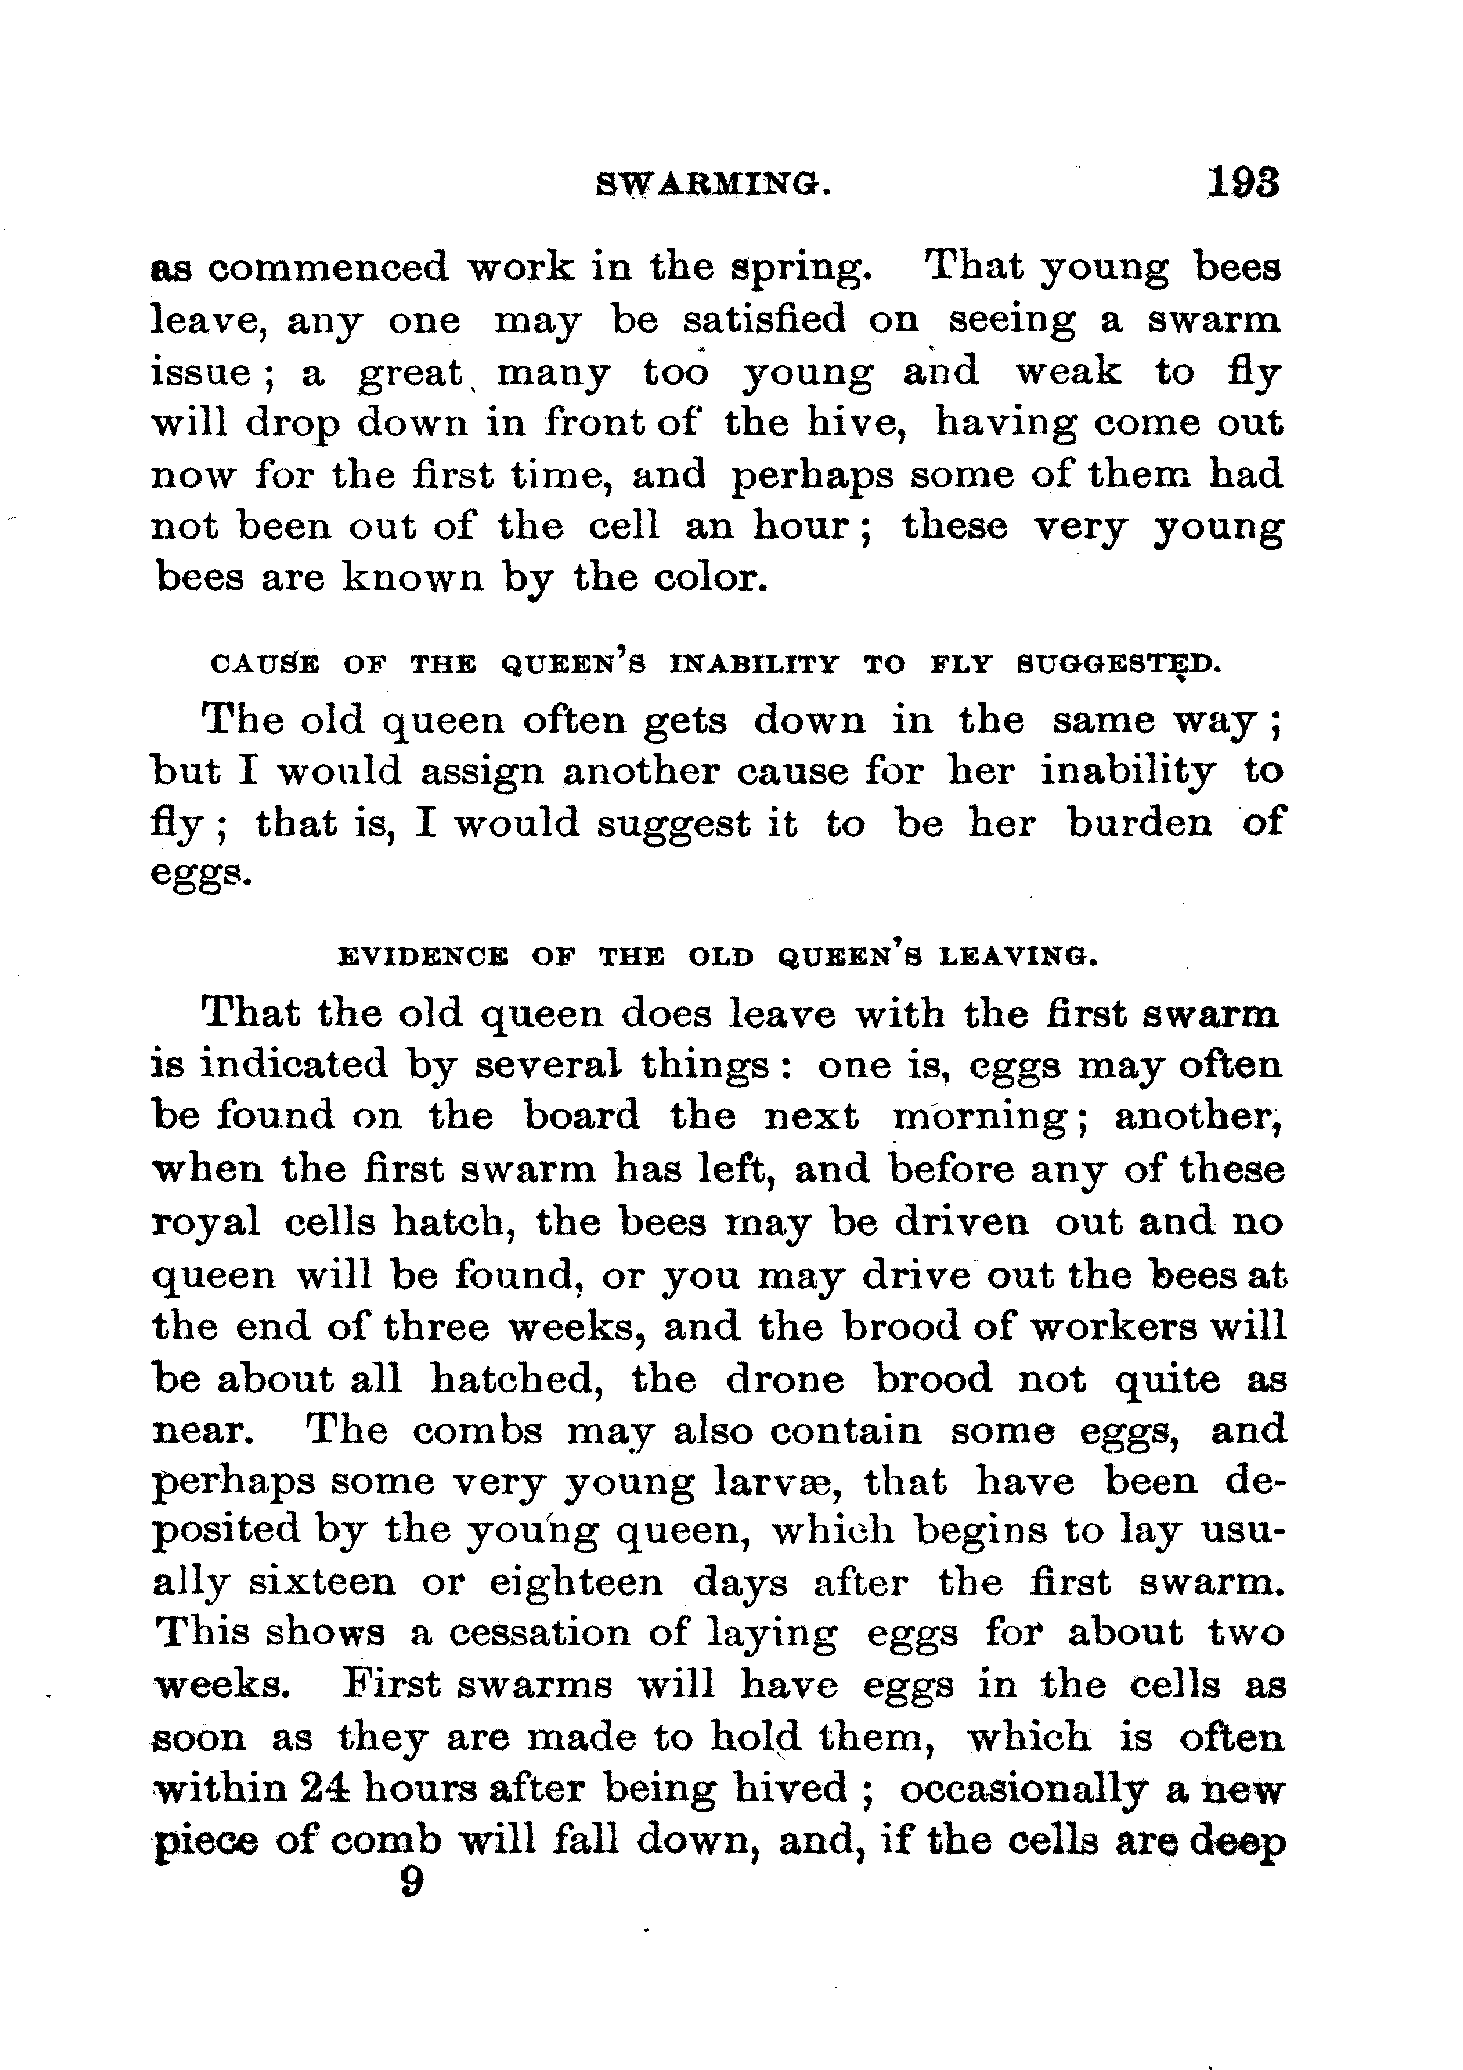 SWARMING. 193
as commenced work in the spring. That young bees
leave, any one may be satisfied on seeing a swarm
issue ; a great many too young and weak to fly
will drop down in front of the hive, having come out
now for the first time, and perhaps some of them had
not been out of the cell an hour ; these very young
bees are known by the color.
CAUSE OF THE QUEEN'S INABILITY TO FLY SUGGESTED.
The old queen often gets down in the same way ;
but I would assign another cause for her inability to
fly ; that is, I would suggest it to be her burden of
eggs.
EVIDENCE OF THE OLD QUEEN'S LEAVING.
That the old queen does leave with the first swarm
is indicated by several things : one is, eggs may often
be found on the board the next morning ; another,
when the first swarm has left, and before any of these
royal cells hatch, the bees may be driven out and no
queen will be found, or you may drive out the bees at
the end of three weeks, and the brood of workers will
be about all hatched, the drone brood not quite as
near. The combs may also contain some eggs, and
perhaps some very young larvæ, that have been de-
posited by the young queen, which begins to lay usu-
ally sixteen or eighteen days after the first swarm.
This shows a cessation of laying eggs for about two
weeks. First swarms will have eggs in the cells as
soon as they are made to hold them, which is often
within 24 hours after being hived ; occasionally a new
piece of comb will fall down, and, if the cells are deep
9